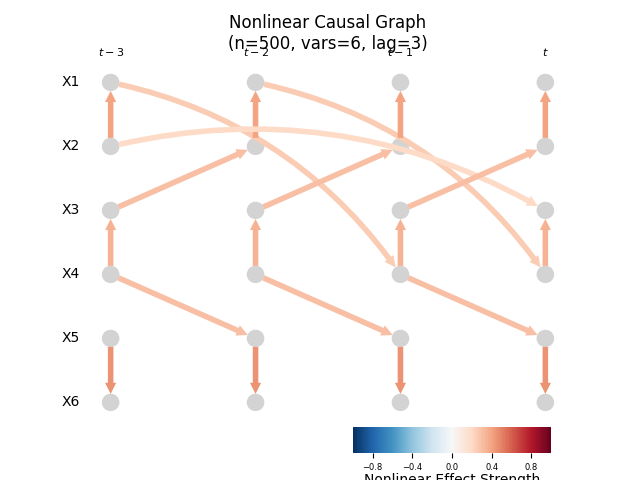 Nonlinear Causal Graph
(n=500, vars=6, lag=3)
t−3 t−2 t−1 t
X1
X2
X3
X4
X5
X6
−0.8 −0.4 0.0 0.4 0.8
Nonlinear Effect Strength